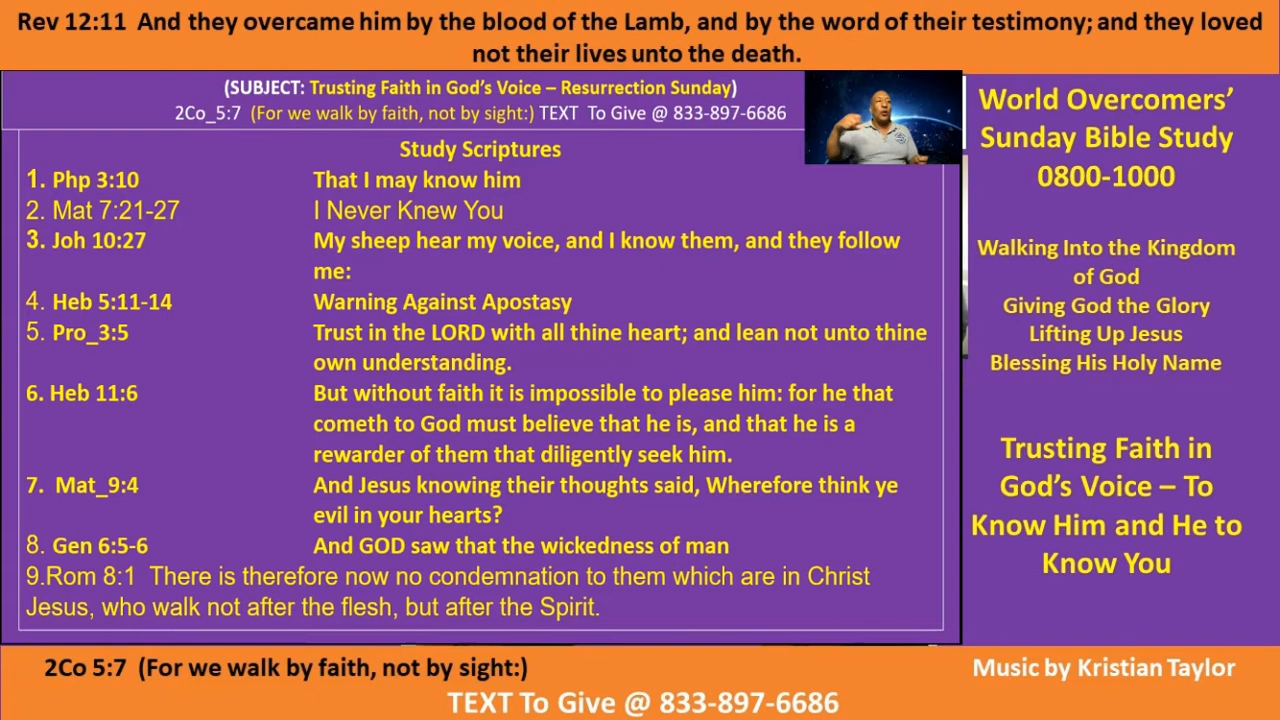 Rev 12:11 And they overcame him by the blood of the Lamb, and by the word of their testimony; and they loved
not their lives unto the death.
(SUBJECT: Trusting Faith in God's Voice – Resurrection Sunday)
2Co_5:7 (For we walk by faith, not by sight:) TEXT To Give @ 833-897-6686
Study Scriptures
1. Php 3:10 That I may know him
2. Mat 7:21-27 I Never Knew You
3. Joh 10:27 My sheep hear my voice, and I know them, and they follow
me:
4. Heb 5:11-14 Warning Against Apostasy
5. Pro_3:5 Trust in the LORD with all thine heart; and lean not unto thine
own understanding.
6. Heb 11:6 But without faith it is impossible to please him: for he that
cometh to God must believe that he is, and that he is a
rewarder of them that diligently seek him.
7. Mat_9:4 And Jesus knowing their thoughts said, Wherefore think ye
evil in your hearts?
8. Gen 6:5-6 And GOD saw that the wickedness of man
9.Rom 8:1 There is therefore now no condemnation to them which are in Christ
Jesus, who walk not after the flesh, but after the Spirit.
World Overcomers'
Sunday Bible Study
0800-1000
Walking Into the Kingdom
of God
Giving God the Glory
Lifting Up Jesus
Blessing His Holy Name
Trusting Faith in
God's Voice – To
Know Him and He to
Know You
2Co 5:7 (For we walk by faith, not by sight:)
Music by Kristian Taylor
TEXT To Give @ 833-897-6686